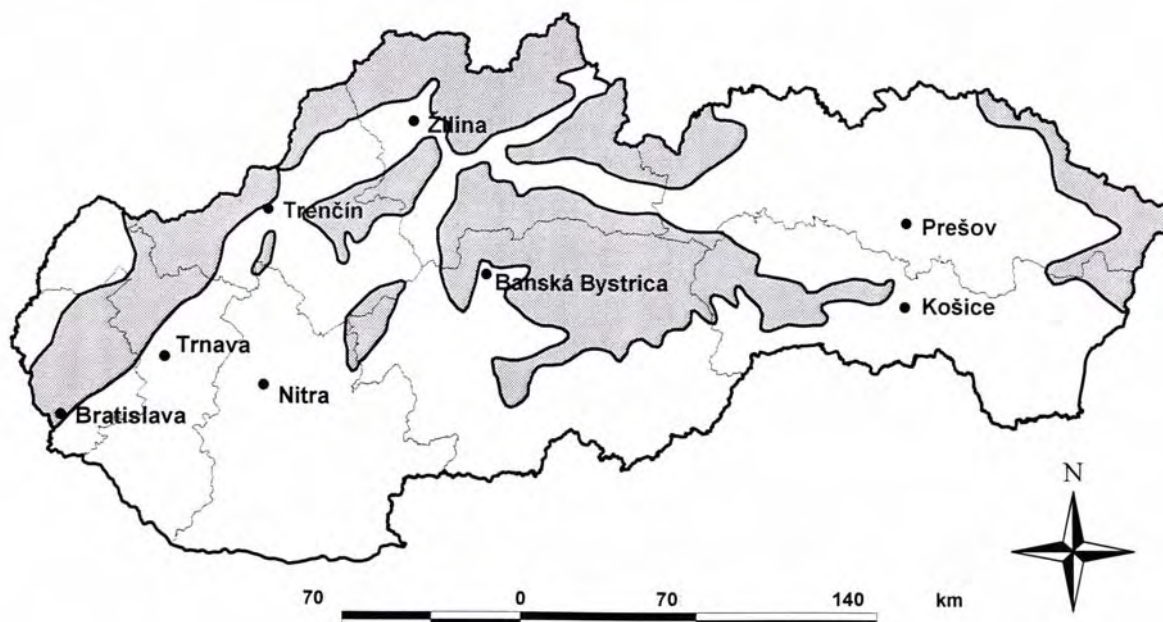 Žilina
Trenčín
Prešov
Banská Bystrica
Košice
Trnava
Nitra
Bratislava
N
70 0 70 140 km